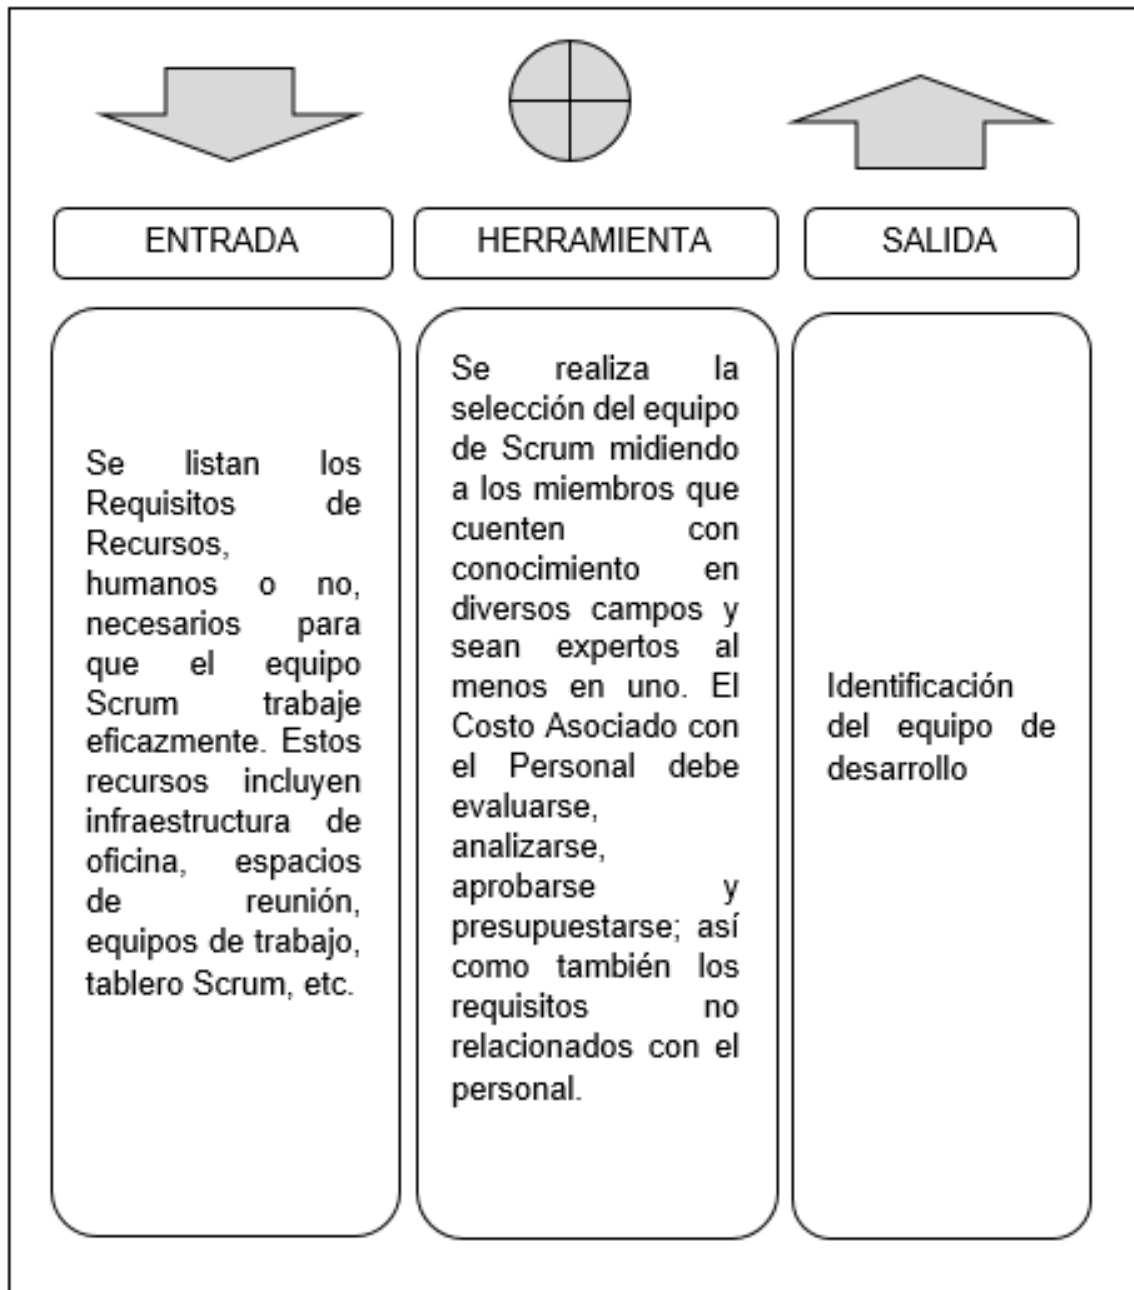 ENTRADA
HERRAMIENTA
SALIDA
Se listan los
Requisitos de
Recursos,
humanos o no,
necesarios para
que el equipo
Scrum trabaje
eficazmente. Estos
recursos incluyen
infraestructura de
oficina, espacios
de reunión,
equipos de trabajo,
tablero Scrum, etc.
Se realiza la
selección del equipo
de Scrum midiendo
a los miembros que
cuenten con
conocimiento en
diversos campos y
sean expertos al
menos en uno. El
Costo Asociado con
el Personal debe
evaluarse,
analizarse,
aprobarse y
presupuestarse; así
como también los
requisitos no
relacionados con el
personal.
Identificación
del equipo de
desarrollo